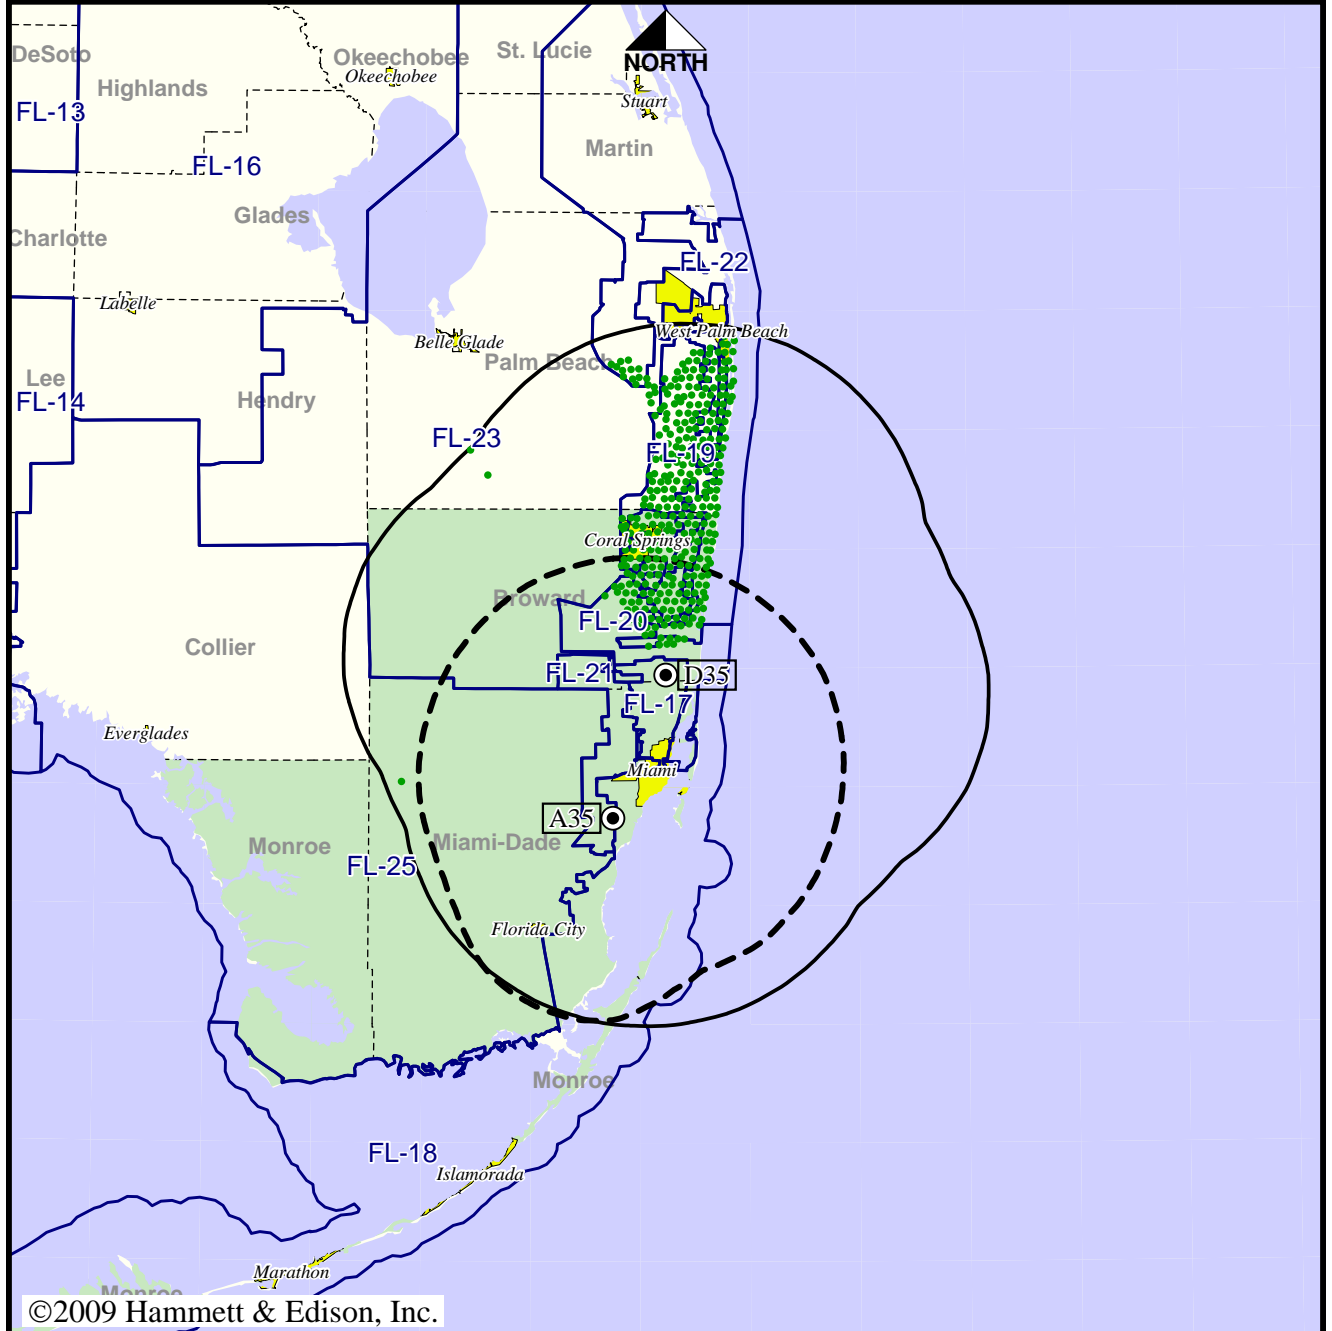 NORTH
DeSoto
Highlands
Okeechobee
Okeechobee
St. Lucie
Stuart
FL-13
FL-16
Martin
Glades
Charlotte
FL-22
Labelle
West Palm Beach
Belle Glade
Palm Beach
Lee
FL-14
Hendry
FL-23
FL-19
Coral Springs
Broward
FL-20
Collier
FL-21
D35
FL-17
Everglades
Miami
A35
Monroe
Miami-Dade
FL-25
Florida City
Monroe
FL-18
Islamorada
Marathon
Monroe
©2009 Hammett & Edison, Inc.